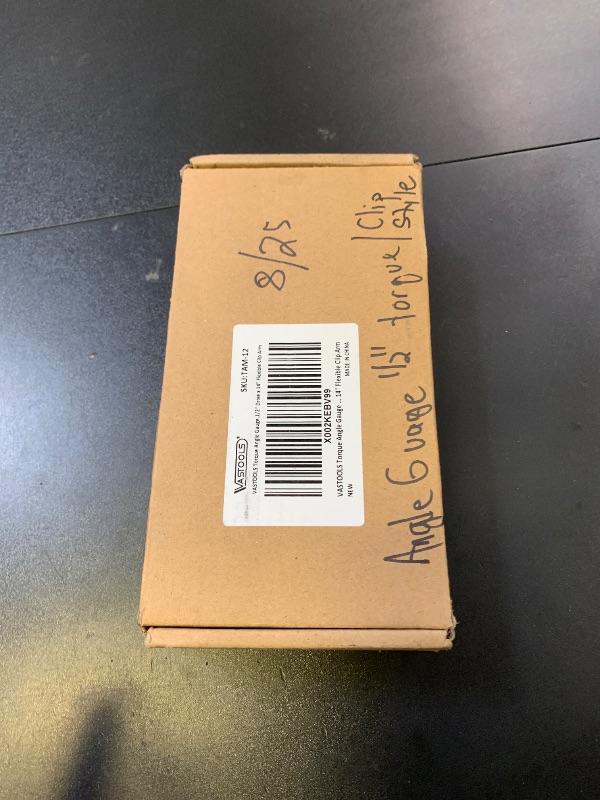 8/25
VASTOOLS
SKU:TAM-12
VASTOOLS Torque Angle Gauge,1/2" Drive x 14" Flexible Clip Arm
X002KEBV99
VASTOOLS Torque Angle Gauge ... 14" Flexible Clip Arm
NEW
MADE IN CHINA
Angle Guage 1/2" torque/Clip
Style